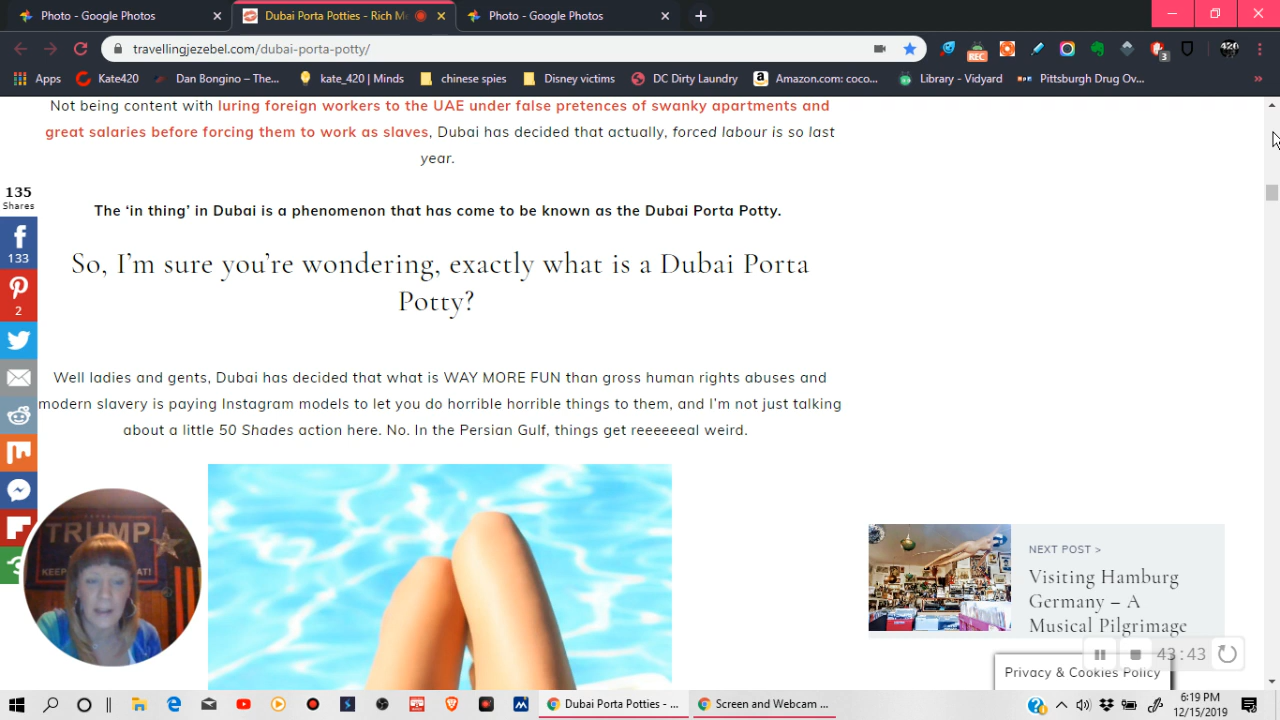 Photo - Google Photos
Dubai Porta Potties - Rich M
Photo - Google Photos
travellingjezebel.com/dubai-porta-potty/
REC
3
420
Apps
Kate420
Dan Bongino – The...
kate_420 | Minds
chinese spies
Disney victims
DC Dirty Laundry
Amazon.com: coco...
Library - Vidyard
Pittsburgh Drug Ov...
Not being content with luring foreign workers to the UAE under false pretences of swanky apartments and
great salaries before forcing them to work as slaves, Dubai has decided that actually, forced labour is so last
year.
The ‘in thing’ in Dubai is a phenomenon that has come to be known as the Dubai Porta Potty.
So, I’m sure you’re wondering, exactly what is a Dubai Porta
Potty?
Well ladies and gents, Dubai has decided that what is WAY MORE FUN than gross human rights abuses and
modern slavery is paying Instagram models to let you do horrible horrible things to them, and I’m not just talking
about a little 50 Shades action here. No. In the Persian Gulf, things get reeeeeeal weird.
135
Shares
133
2
TRUMP
KEEP
AT!
NEXT POST >
Visiting Hamburg
Germany – A
Musical Pilgrimage
43:43
Privacy & Cookies Policy
Dubai Porta Potties - ...
Screen and Webcam ...
6:19 PM
12/15/2019